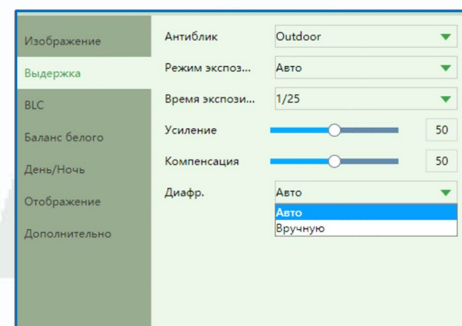 Изображение
Выдержка
BLC
Баланс белого
День/Ночь
Отображение
Дополнительно
Антиблик Outdoor
Режим экспоз... Авто
Время экспози... 1/25
Усиление 50
Компенсация 50
Диафр. Авто
Авто
Вручную